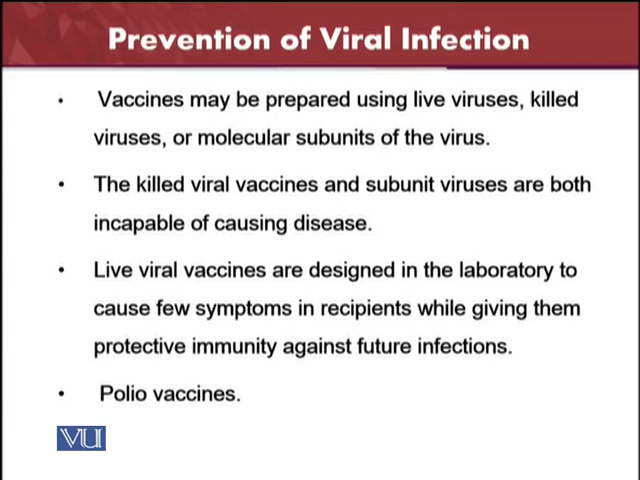 Prevention of Viral Infection
• Vaccines may be prepared using live viruses, killed
viruses, or molecular subunits of the virus.
• The killed viral vaccines and subunit viruses are both
incapable of causing disease.
• Live viral vaccines are designed in the laboratory to
cause few symptoms in recipients while giving them
protective immunity against future infections.
• Polio vaccines.
VU